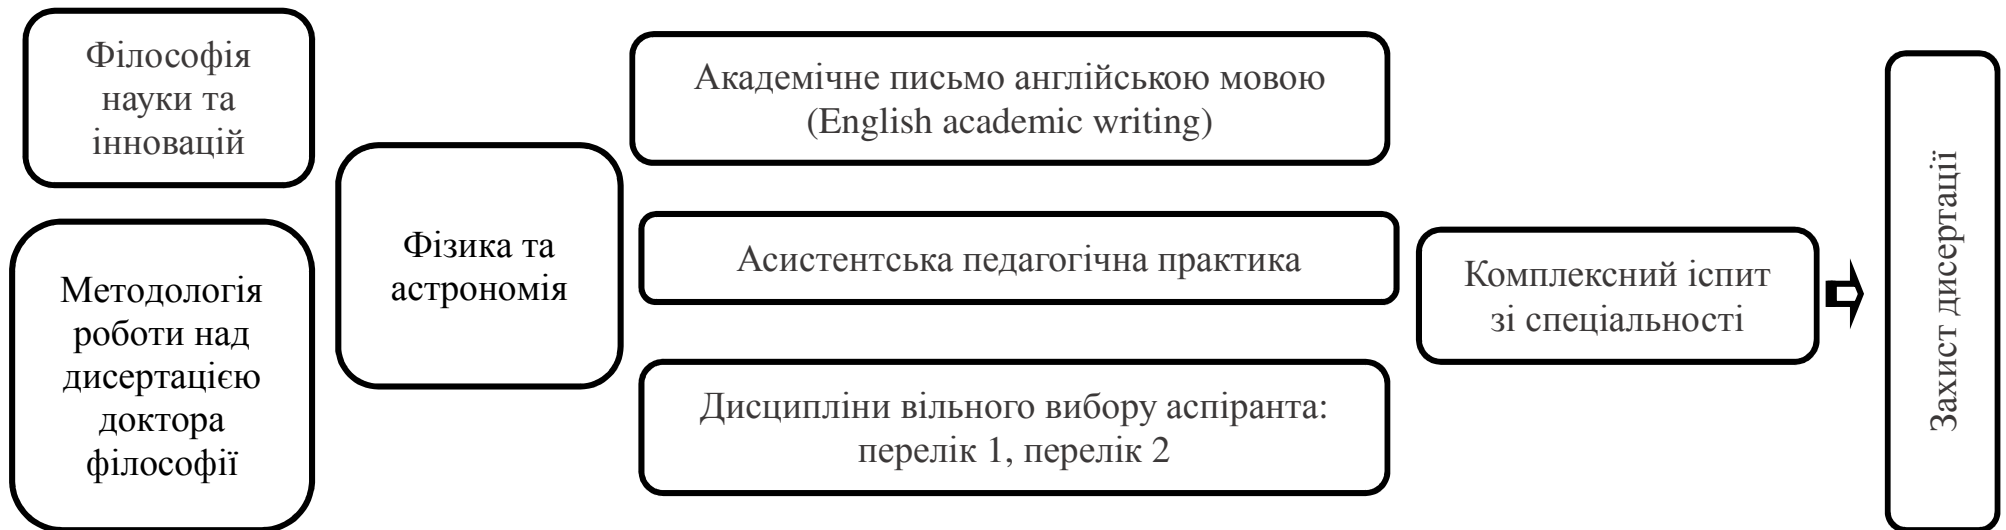 Філософія
науки та
інновацій
Методологія
роботи над
дисертацією
доктора
філософії
Фізика та
астрономія
Академічне письмо англійською мовою
(English academic writing)
Асистентська педагогічна практика
Дисципліни вільного вибору аспіранта:
перелік 1, перелік 2
Комплексний іспит
зі спеціальності
Захист дисертації